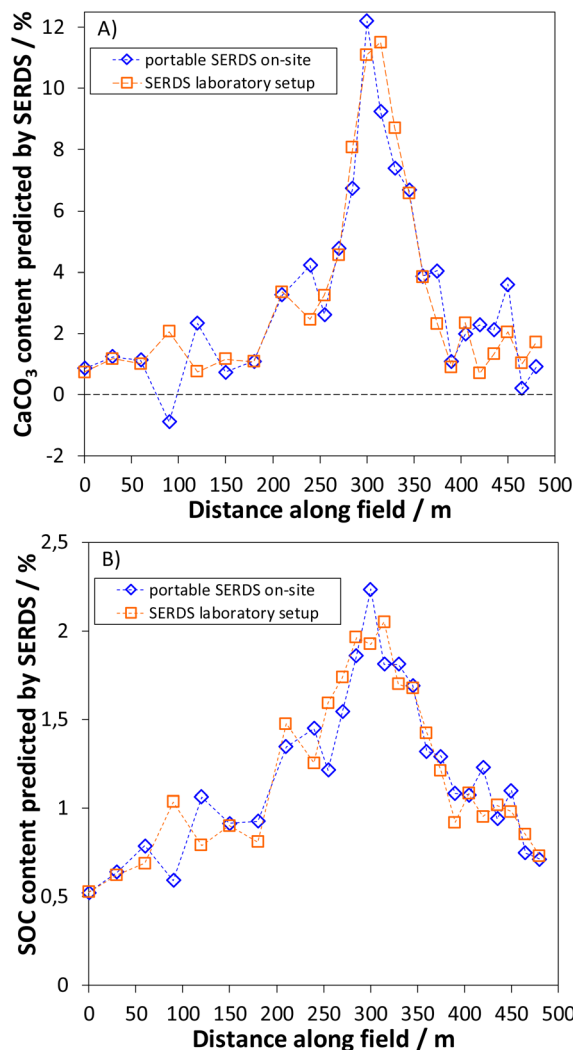 A)
portable SERDS on-site
SERDS laboratory setup
CaCO₃ content predicted by SERDS / %
12
10
8
6
4
2
0
-2
0 50 100 150 200 250 300 350 400 450 500
Distance along field / m
B)
portable SERDS on-site
SERDS laboratory setup
SOC content predicted by SERDS / %
2,5
2
1,5
1
0,5
0
0 50 100 150 200 250 300 350 400 450 500
Distance along field / m